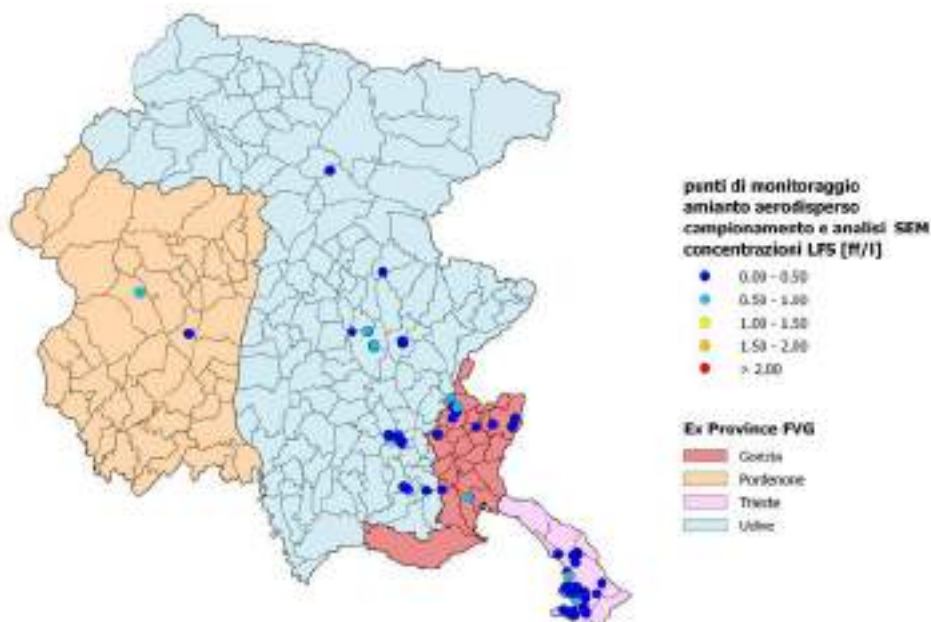 punti di monitoraggio
amianto aerodisperso
campionamento e analisi SEM
concentrazioni LFS [ff/l]
0.00 - 0.50
0.50 - 1.00
1.00 - 1.50
1.50 - 2.00
> 2.00
Ex Province FVG
Gorizia
Pordenone
Trieste
Udine